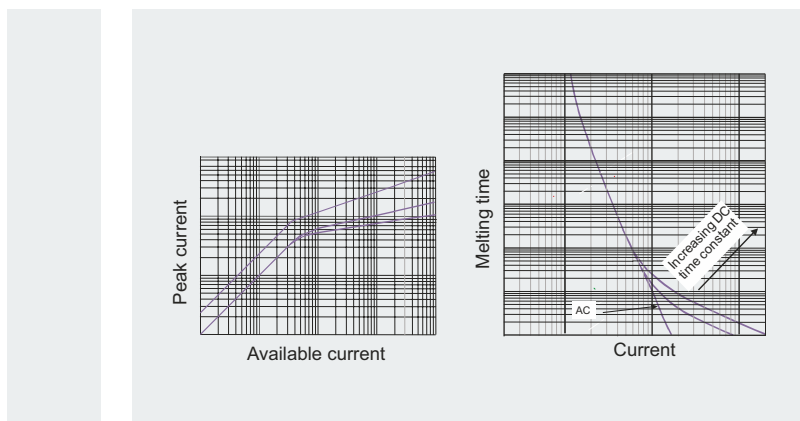 Peak current
Available current
Melting time
Increasing DC
time constant
AC
Current